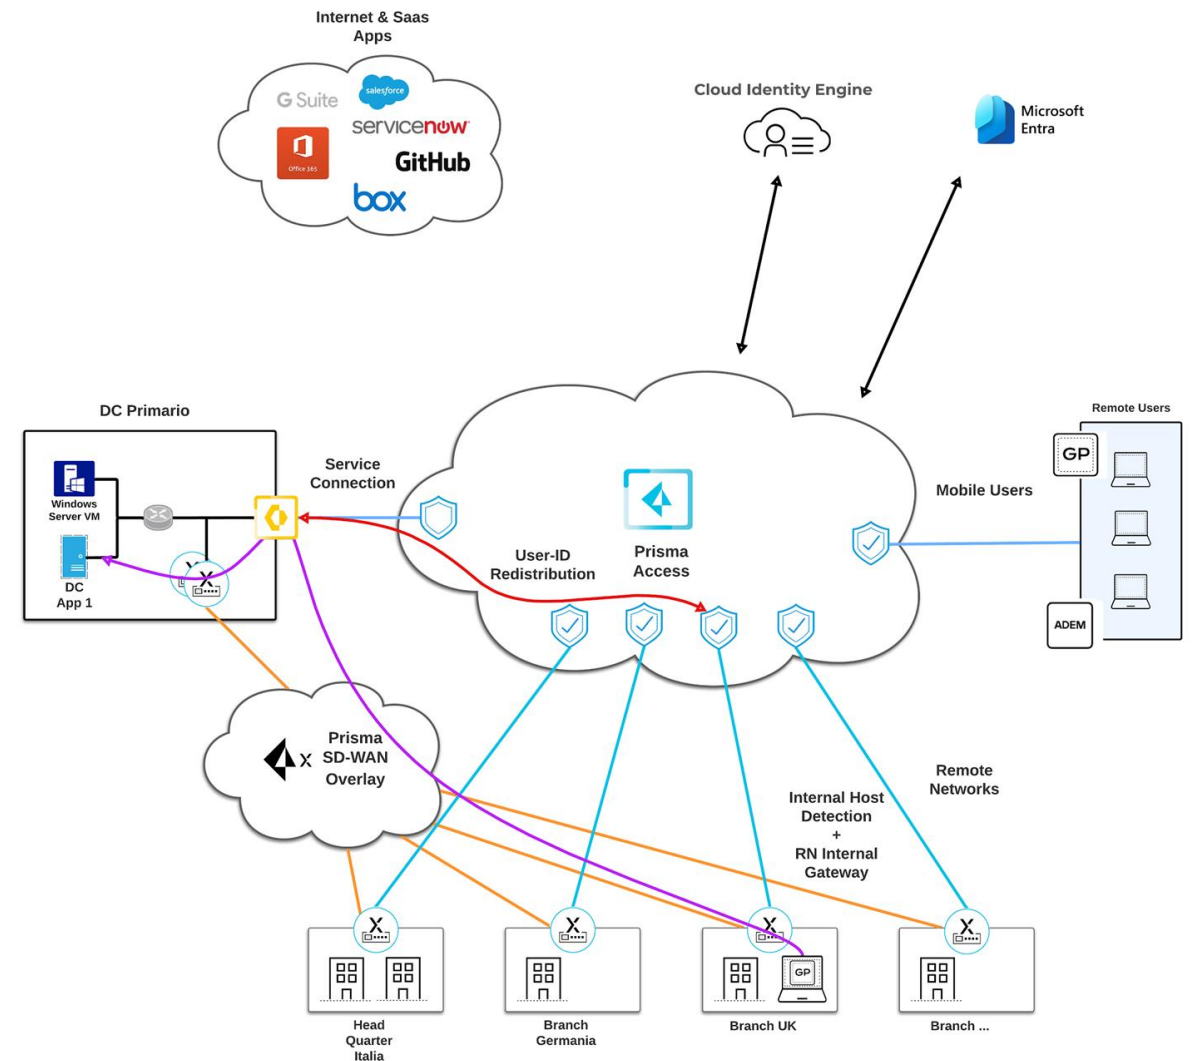 Internet & Saas
Apps
G Suite
salesforce
servicenow
Office 365
GitHub
box
Cloud Identity Engine
Microsoft
Entra
DC Primario
Windows
Server VM
DC
App 1
Service
Connection
User-ID
Redistribution
Prisma
Access
Mobile Users
Remote Users
GP
ADEM
X
X
Prisma
SD-WAN
Overlay
X
Internal Host
Detection
+
RN Internal
Gateway
Remote
Networks
X
X
X
X
GP
Head
Quarter
Italia
Branch
Germania
Branch UK
Branch ...